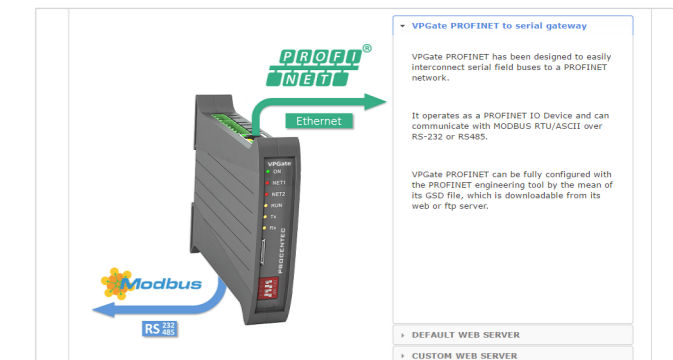 PROFI®
NET
Ethernet
VPGate
ON
NET1
NET2
RUN
Tx
Rx
PROCENTEC
Modbus
RS 232
485
VPGate PROFINET to serial gateway
VPGate PROFINET has been designed to easily
interconnect serial field buses to a PROFINET
network.
It operates as a PROFINET IO Device and can
communicate with MODBUS RTU/ASCII over
RS-232 or RS485.
VPGate PROFINET can be fully configured with
the PROFINET engineering tool by the mean of
its GSD file, which is downloadable from its
web or ftp server.
DEFAULT WEB SERVER
CUSTOM WEB SERVER